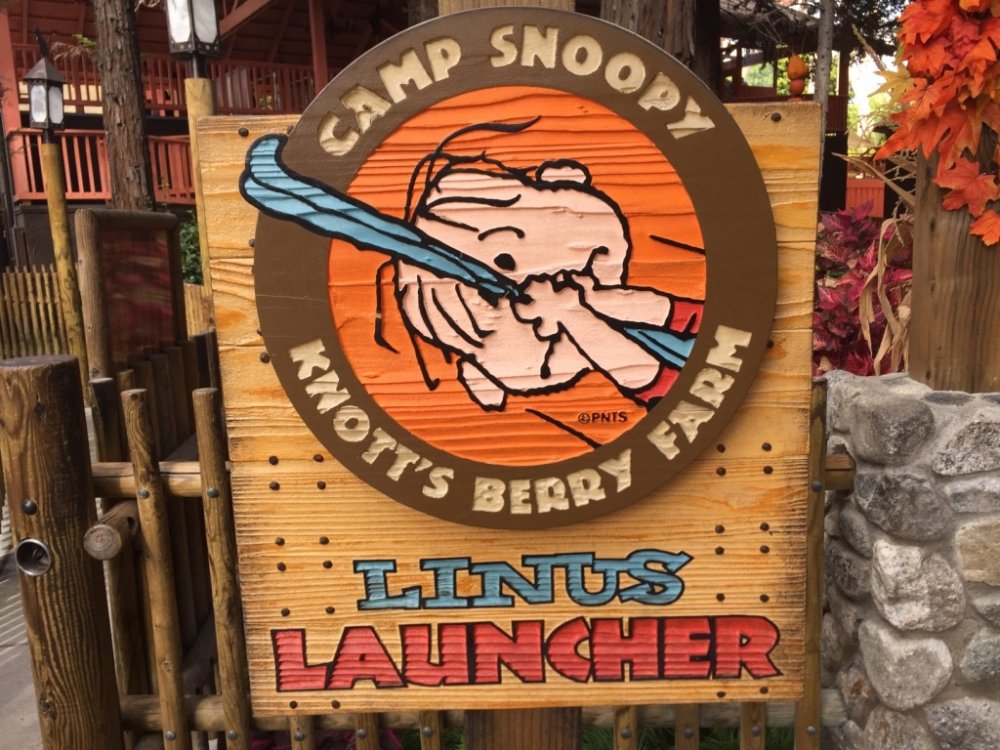 CAMP SNOOPY
©PNTS
KNOTT'S BERRY FARM
LINUS
LAUNCHER